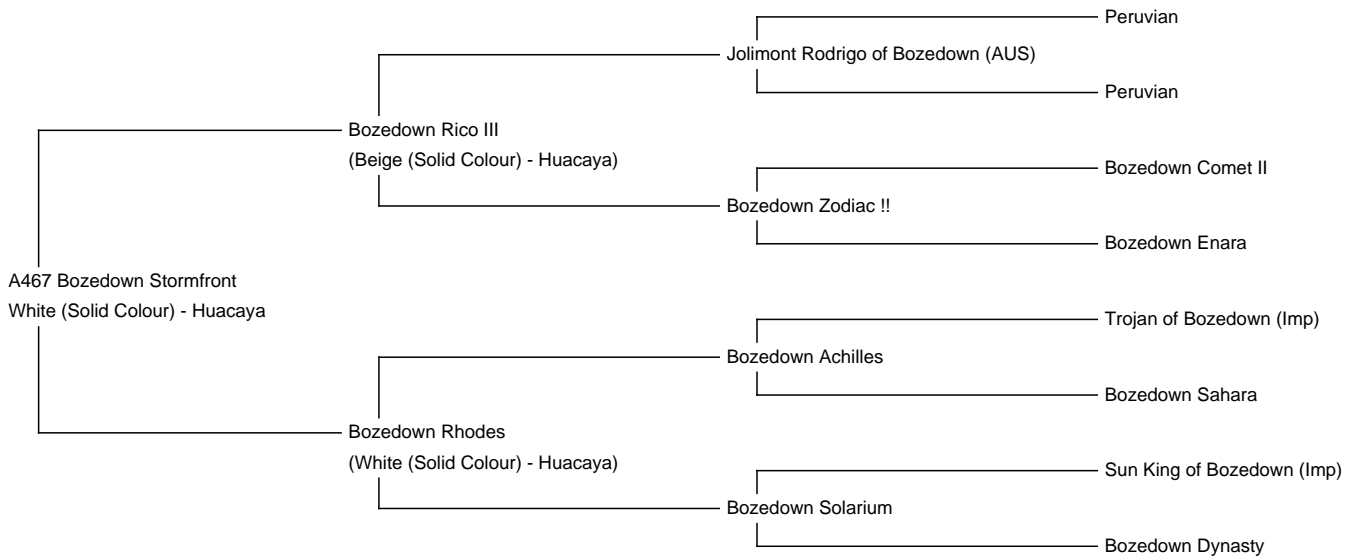 Peruvian
Jolimont Rodrigo of Bozedown (AUS)
Peruvian
Bozedown Rico III
(Beige (Solid Colour) - Huacaya)
Bozedown Comet II
Bozedown Zodiac !!
Bozedown Enara
A467 Bozedown Stormfront
White (Solid Colour) - Huacaya
Trojan of Bozedown (Imp)
Bozedown Achilles
Bozedown Sahara
Bozedown Rhodes
(White (Solid Colour) - Huacaya)
Sun King of Bozedown (Imp)
Bozedown Solarium
Bozedown Dynasty